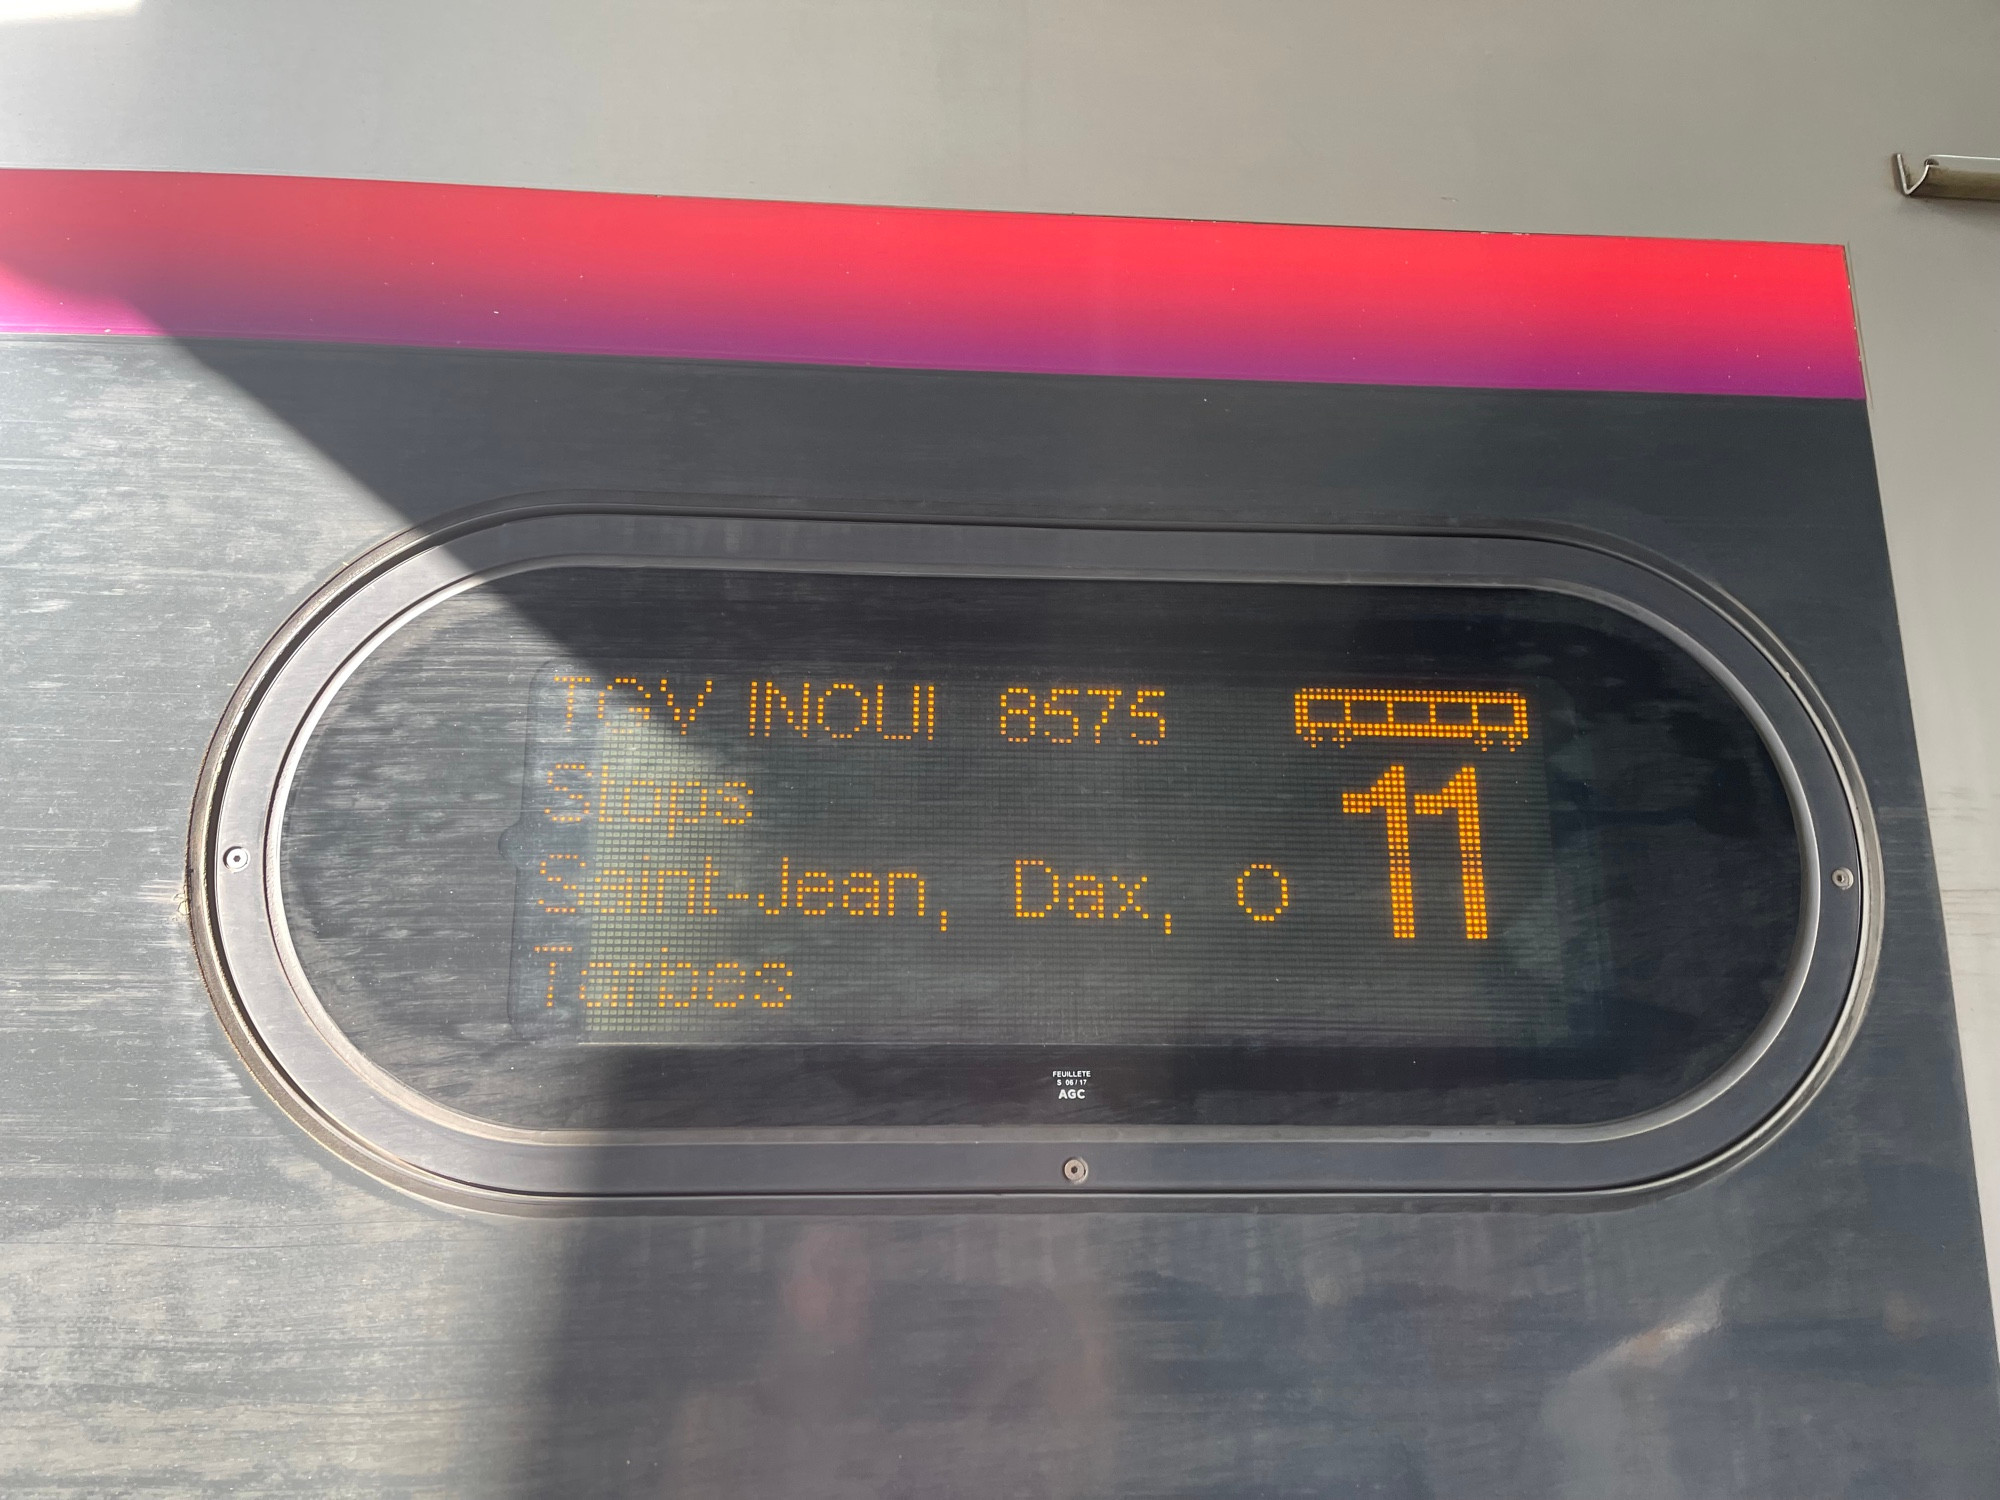 TGV INOUI 8575
11
Stops
Saint-Jean, Dax, O
Tarbes
FEUILLETE
S 06/17
AGC